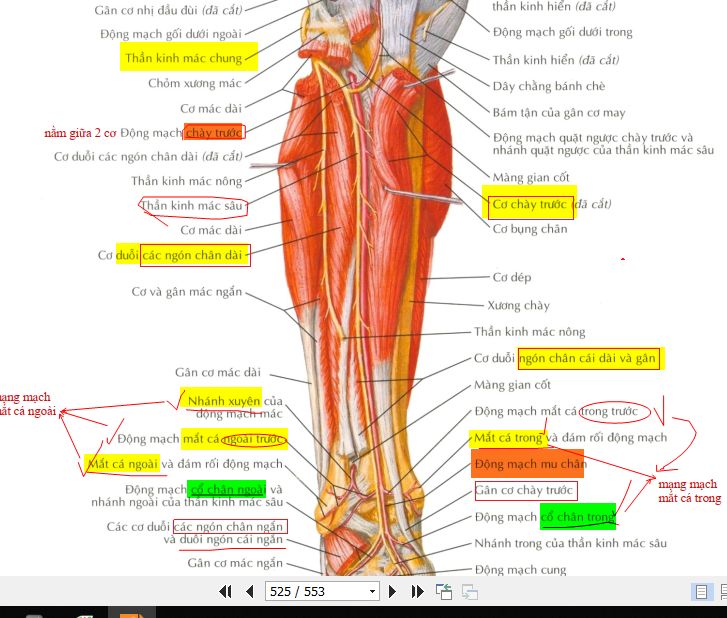 Gân cơ nhị đầu đùi (đã cắt)
Động mạch gối dưới ngoài
Thần kinh mác chung
Chỏm xương mác
Cơ mác dài
nằm giữa 2 cơ
Động mạch chày trước
Cơ duỗi các ngón chân dài (đã cắt)
Thần kinh mác nông
Thần kinh mác sâu
Cơ mác dài
Cơ duỗi các ngón chân dài
Cơ và gân mác ngắn
Gân cơ mác dài
mạng mạch
mắt cá ngoài
Nhánh xuyên của
động mạch mác
Động mạch mắt cá ngoài trước
Mắt cá ngoài và đám rối động mạch
Động mạch cổ chân ngoài và
nhánh ngoài của thần kinh mác sâu
Các cơ duỗi các ngón chân ngắn
và duỗi ngón cái ngắn
Gân cơ mác ngắn
thần kinh hiển (đã cắt)
Động mạch gối dưới trong
Thần kinh hiển (đã cắt)
Dây chằng bánh chè
Bám tận của gân cơ may
Động mạch quặt ngược chày trước và
nhánh quặt ngược của thần kinh mác sâu
Màng gian cốt
Cơ chày trước (đã cắt)
Cơ bụng chân
Cơ dép
Xương chày
Thần kinh mác nông
Cơ duỗi ngón chân cái dài và gân
Màng gian cốt
Động mạch mắt cá trong trước
Mắt cá trong và đám rối động mạch
Động mạch mu chân
Gân cơ chày trước
mạng mạch
mắt cá trong
Động mạch cổ chân trong
Nhánh trong của thần kinh mác sâu
Động mạch cung
525 / 553